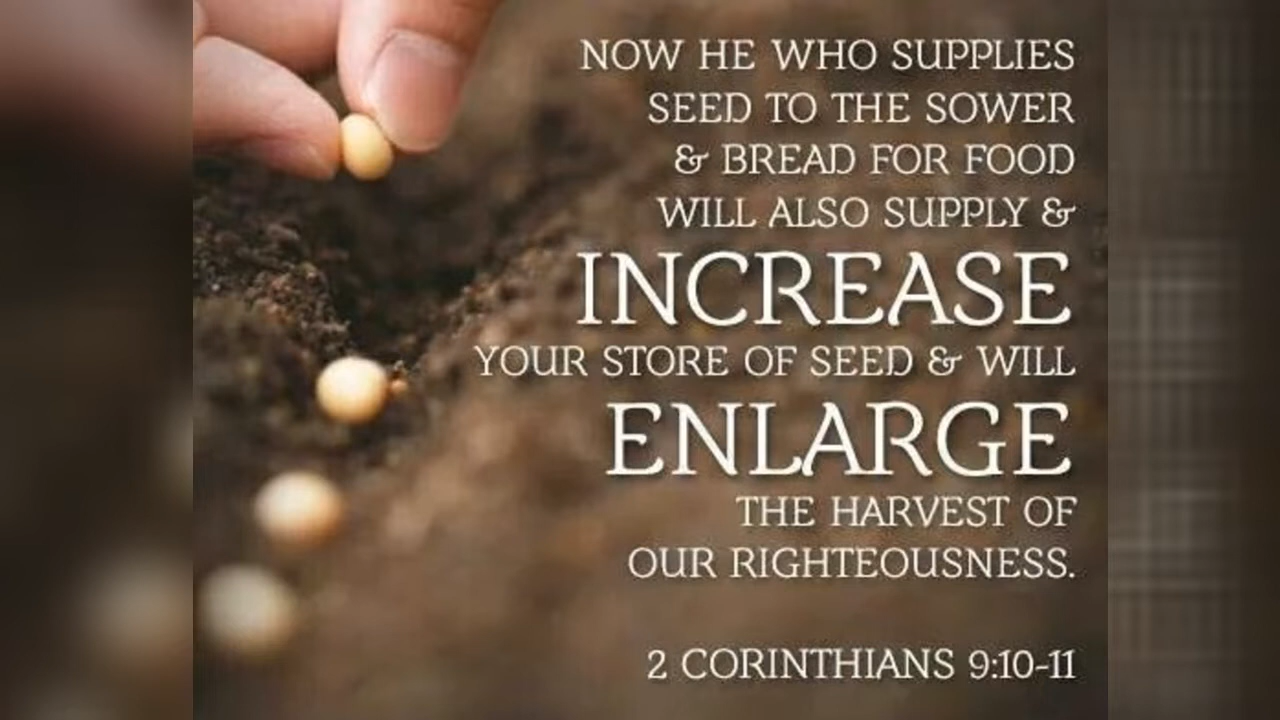 NOW HE WHO SUPPLIES
SEED TO THE SOWER
& BREAD FOR FOOD
WILL ALSO SUPPLY &
INCREASE
YOUR STORE OF SEED & WILL
ENLARGE
THE HARVEST OF
OUR RIGHTEOUSNESS.
2 CORINTHIANS 9:10-11